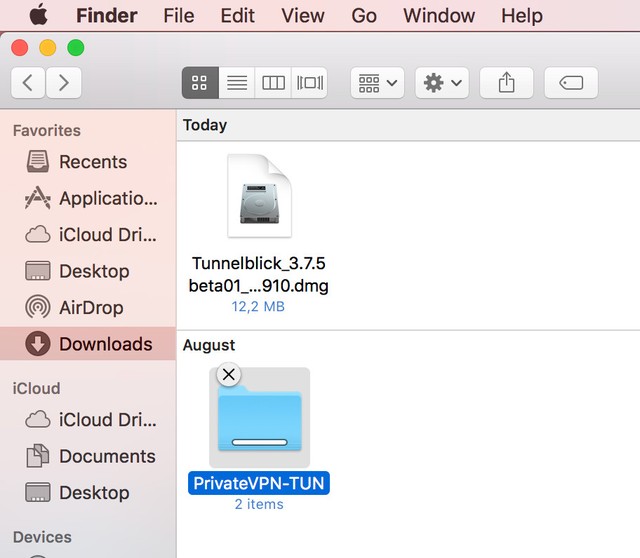 Finder File Edit View Go Window Help
Favorites
Recents
Applicatio...
iCloud Dri...
Desktop
AirDrop
Downloads
iCloud
iCloud Dri...
Documents
Desktop
Devices
Today
Tunnelblick_3.7.5
beta01_...910.dmg
12,2 MB
August
PrivateVPN-TUN
2 items